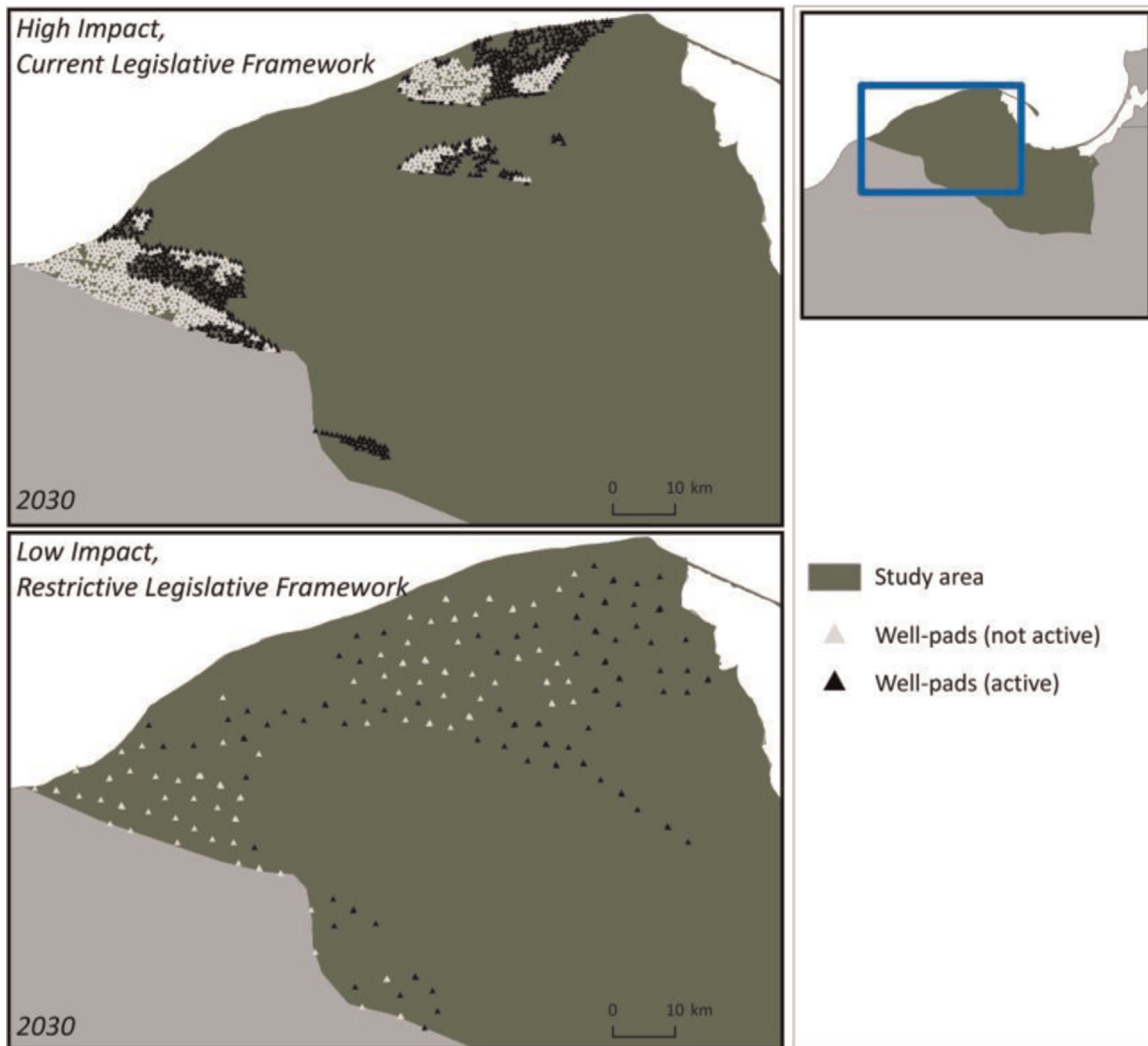 High Impact,
Current Legislative Framework
2030
0 10 km
Low Impact,
Restrictive Legislative Framework
2030
0 10 km
Study area
Well-pads (not active)
Well-pads (active)